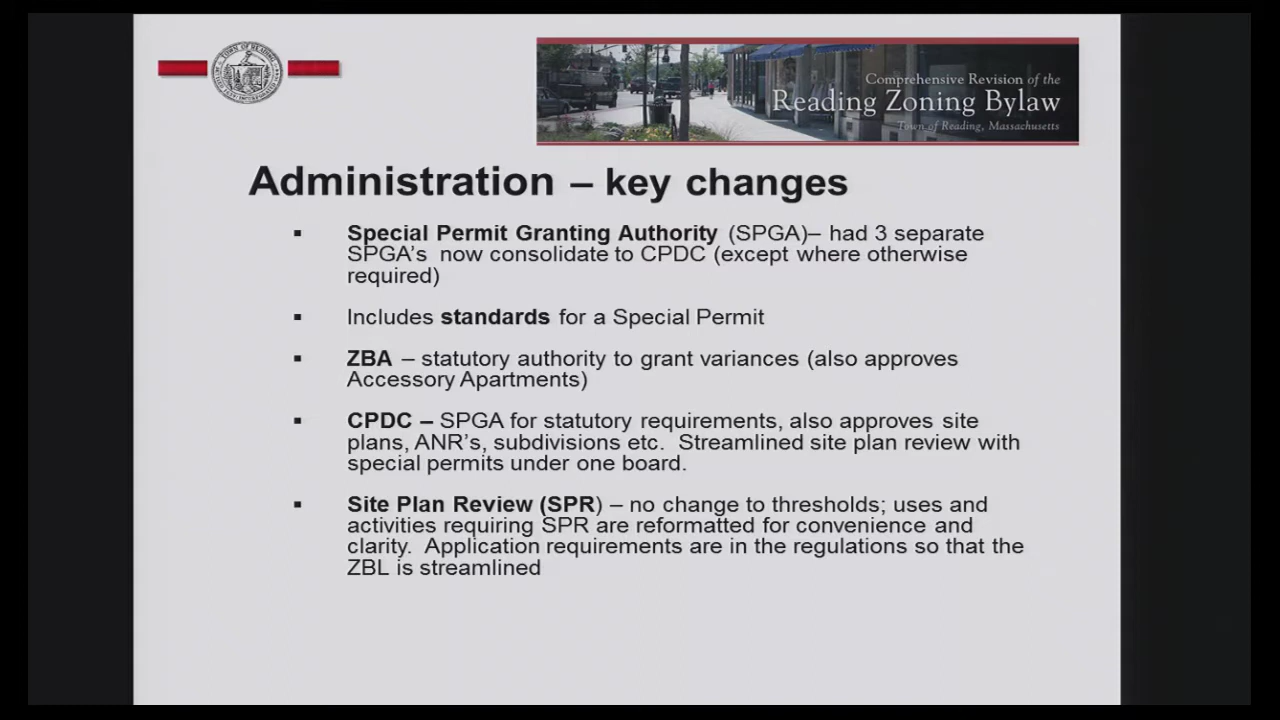 Comprehensive Revision of the
Reading Zoning Bylaw
Town of Reading, Massachusetts
Administration – key changes
▪ Special Permit Granting Authority (SPGA)– had 3 separate
SPGA's now consolidate to CPDC (except where otherwise
required)
▪ Includes standards for a Special Permit
▪ ZBA – statutory authority to grant variances (also approves
Accessory Apartments)
▪ CPDC – SPGA for statutory requirements, also approves site
plans, ANR's, subdivisions etc. Streamlined site plan review with
special permits under one board.
▪ Site Plan Review (SPR) – no change to thresholds; uses and
activities requiring SPR are reformatted for convenience and
clarity. Application requirements are in the regulations so that the
ZBL is streamlined